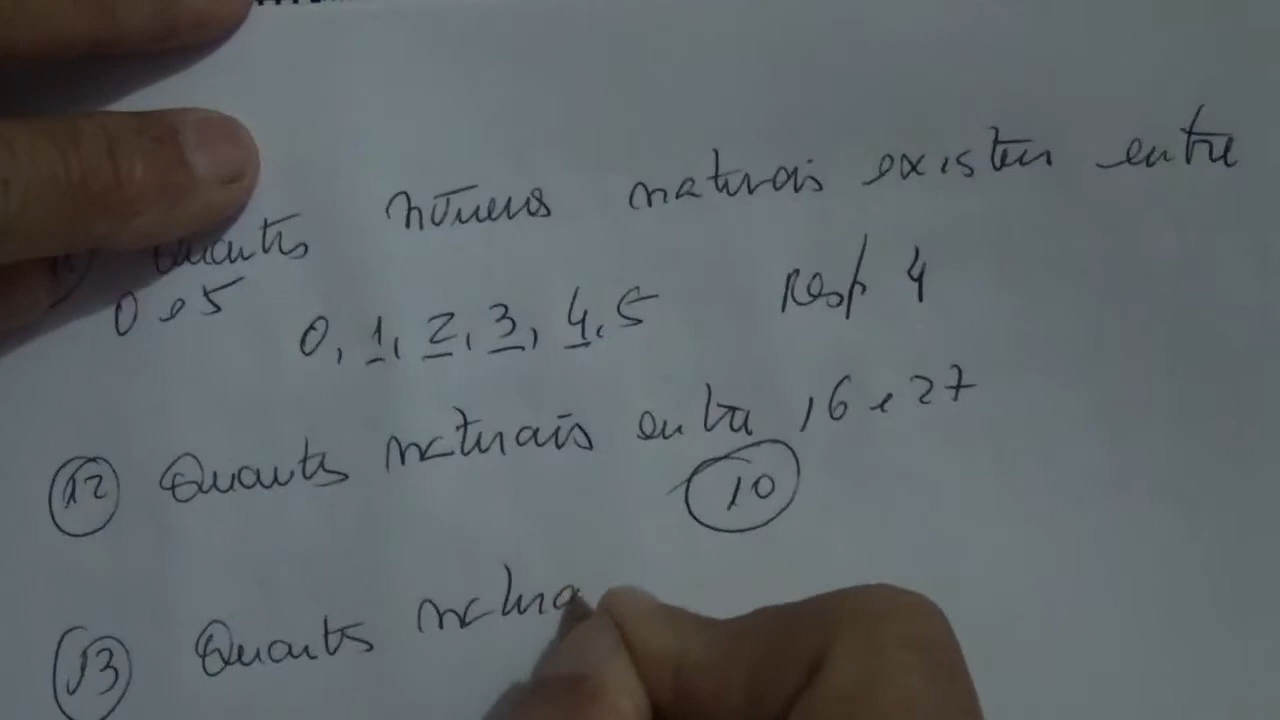 Quantos números naturais existem entre
0 e 5
0, 1, 2, 3, 4, 5 Resp 4
12 Quantos naturais entre 16 e 27
10
13 Quantos natura